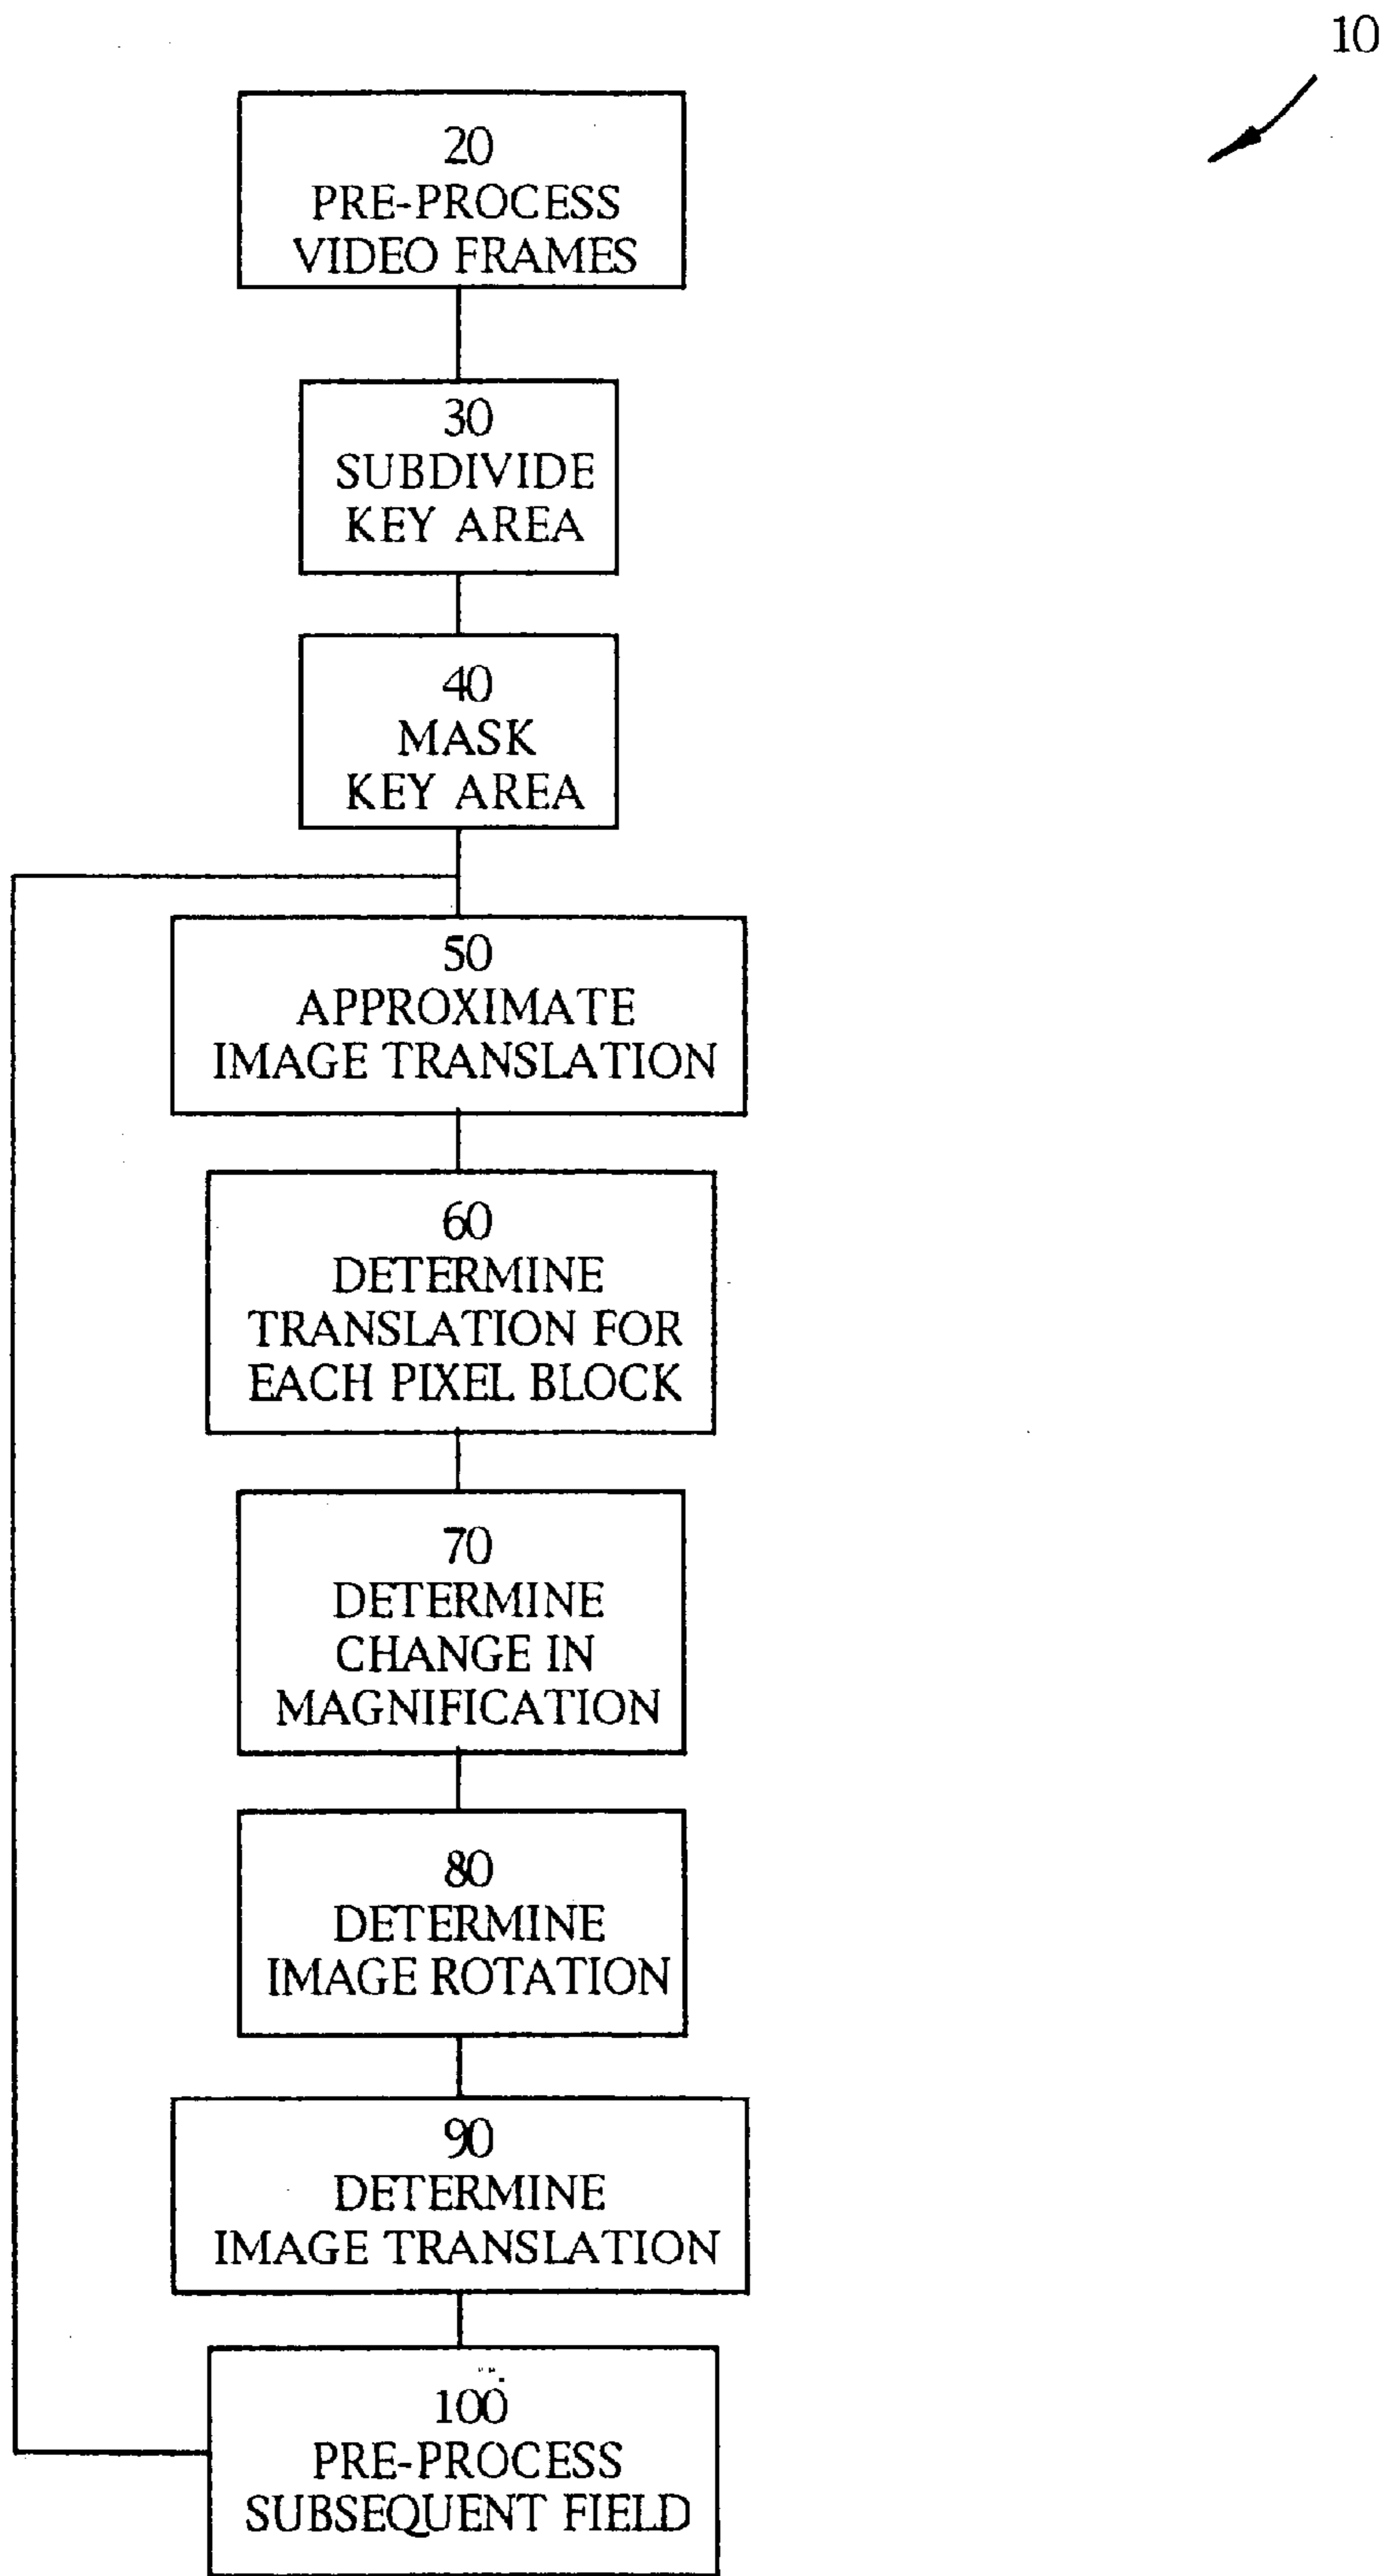 10
20
PRE-PROCESS
VIDEO FRAMES
30
SUBDIVIDE
KEY AREA
40
MASK
KEY AREA
50
APPROXIMATE
IMAGE TRANSLATION
60
DETERMINE
TRANSLATION FOR
EACH PIXEL BLOCK
70
DETERMINE
CHANGE IN
MAGNIFICATION
80
DETERMINE
IMAGE ROTATION
90
DETERMINE
IMAGE TRANSLATION
100
PRE-PROCESS
SUBSEQUENT FIELD